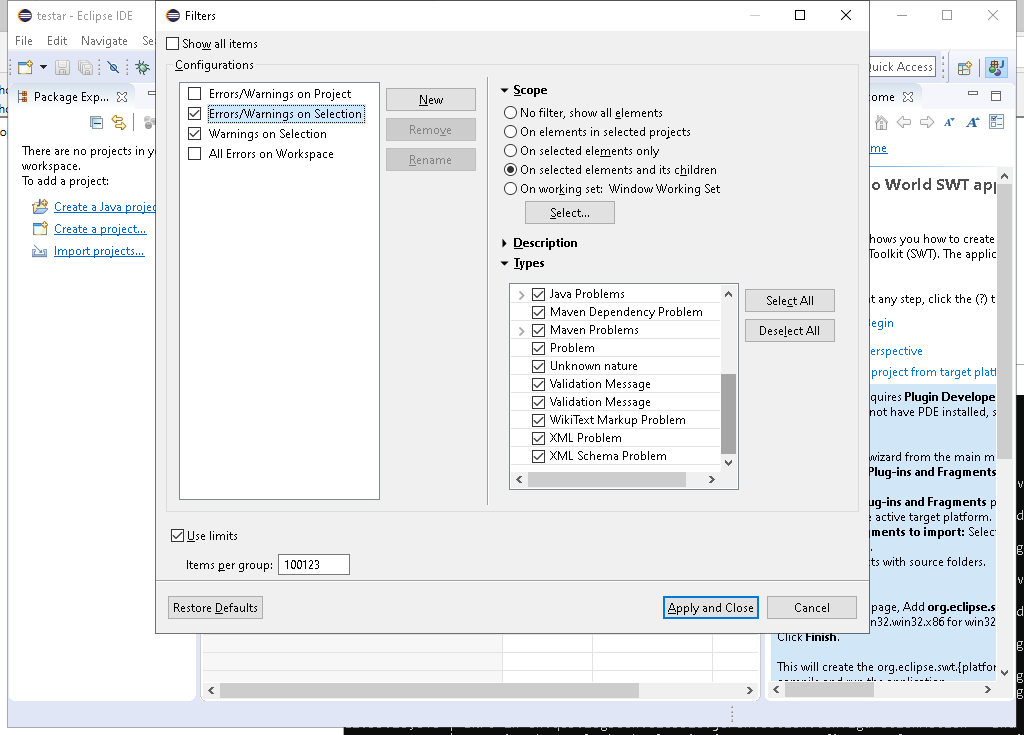 testar - Eclipse IDE
File Edit Navigate Se
Quick Access
Package Exp...
There are no projects in y
workspace.
To add a project:
Create a Java projec
Create a project...
Import projects...
Filters
Show all items
Configurations
Errors/Warnings on Project
Errors/Warnings on Selection
Warnings on Selection
All Errors on Workspace
New
Remove
Rename
Scope
No filter, show all elements
On elements in selected projects
On selected elements only
On selected elements and its children
On working set: Window Working Set
Select...
Description
Types
Java Problems
Maven Dependency Problem
Maven Problems
Problem
Unknown nature
Validation Message
Validation Message
WikiText Markup Problem
XML Problem
XML Schema Problem
Select All
Deselect All
Use limits
Items per group: 100123
Restore Defaults
Apply and Close
Cancel
ome
me
o World SWT app
hows you how to create
Toolkit (SWT). The applic
t any step, click the (?) t
egin
erspective
project from target platf
quires Plugin Develope
not have PDE installed, s
wizard from the main m
Plug-ins and Fragments
ug-ins and Fragments p
e active target platform.
gments to import: Selec
ts with source folders.
page, Add org.eclipse.s
n32.win32.x86 for win32
Click Finish.
This will create the org.eclipse.swt.{platfor